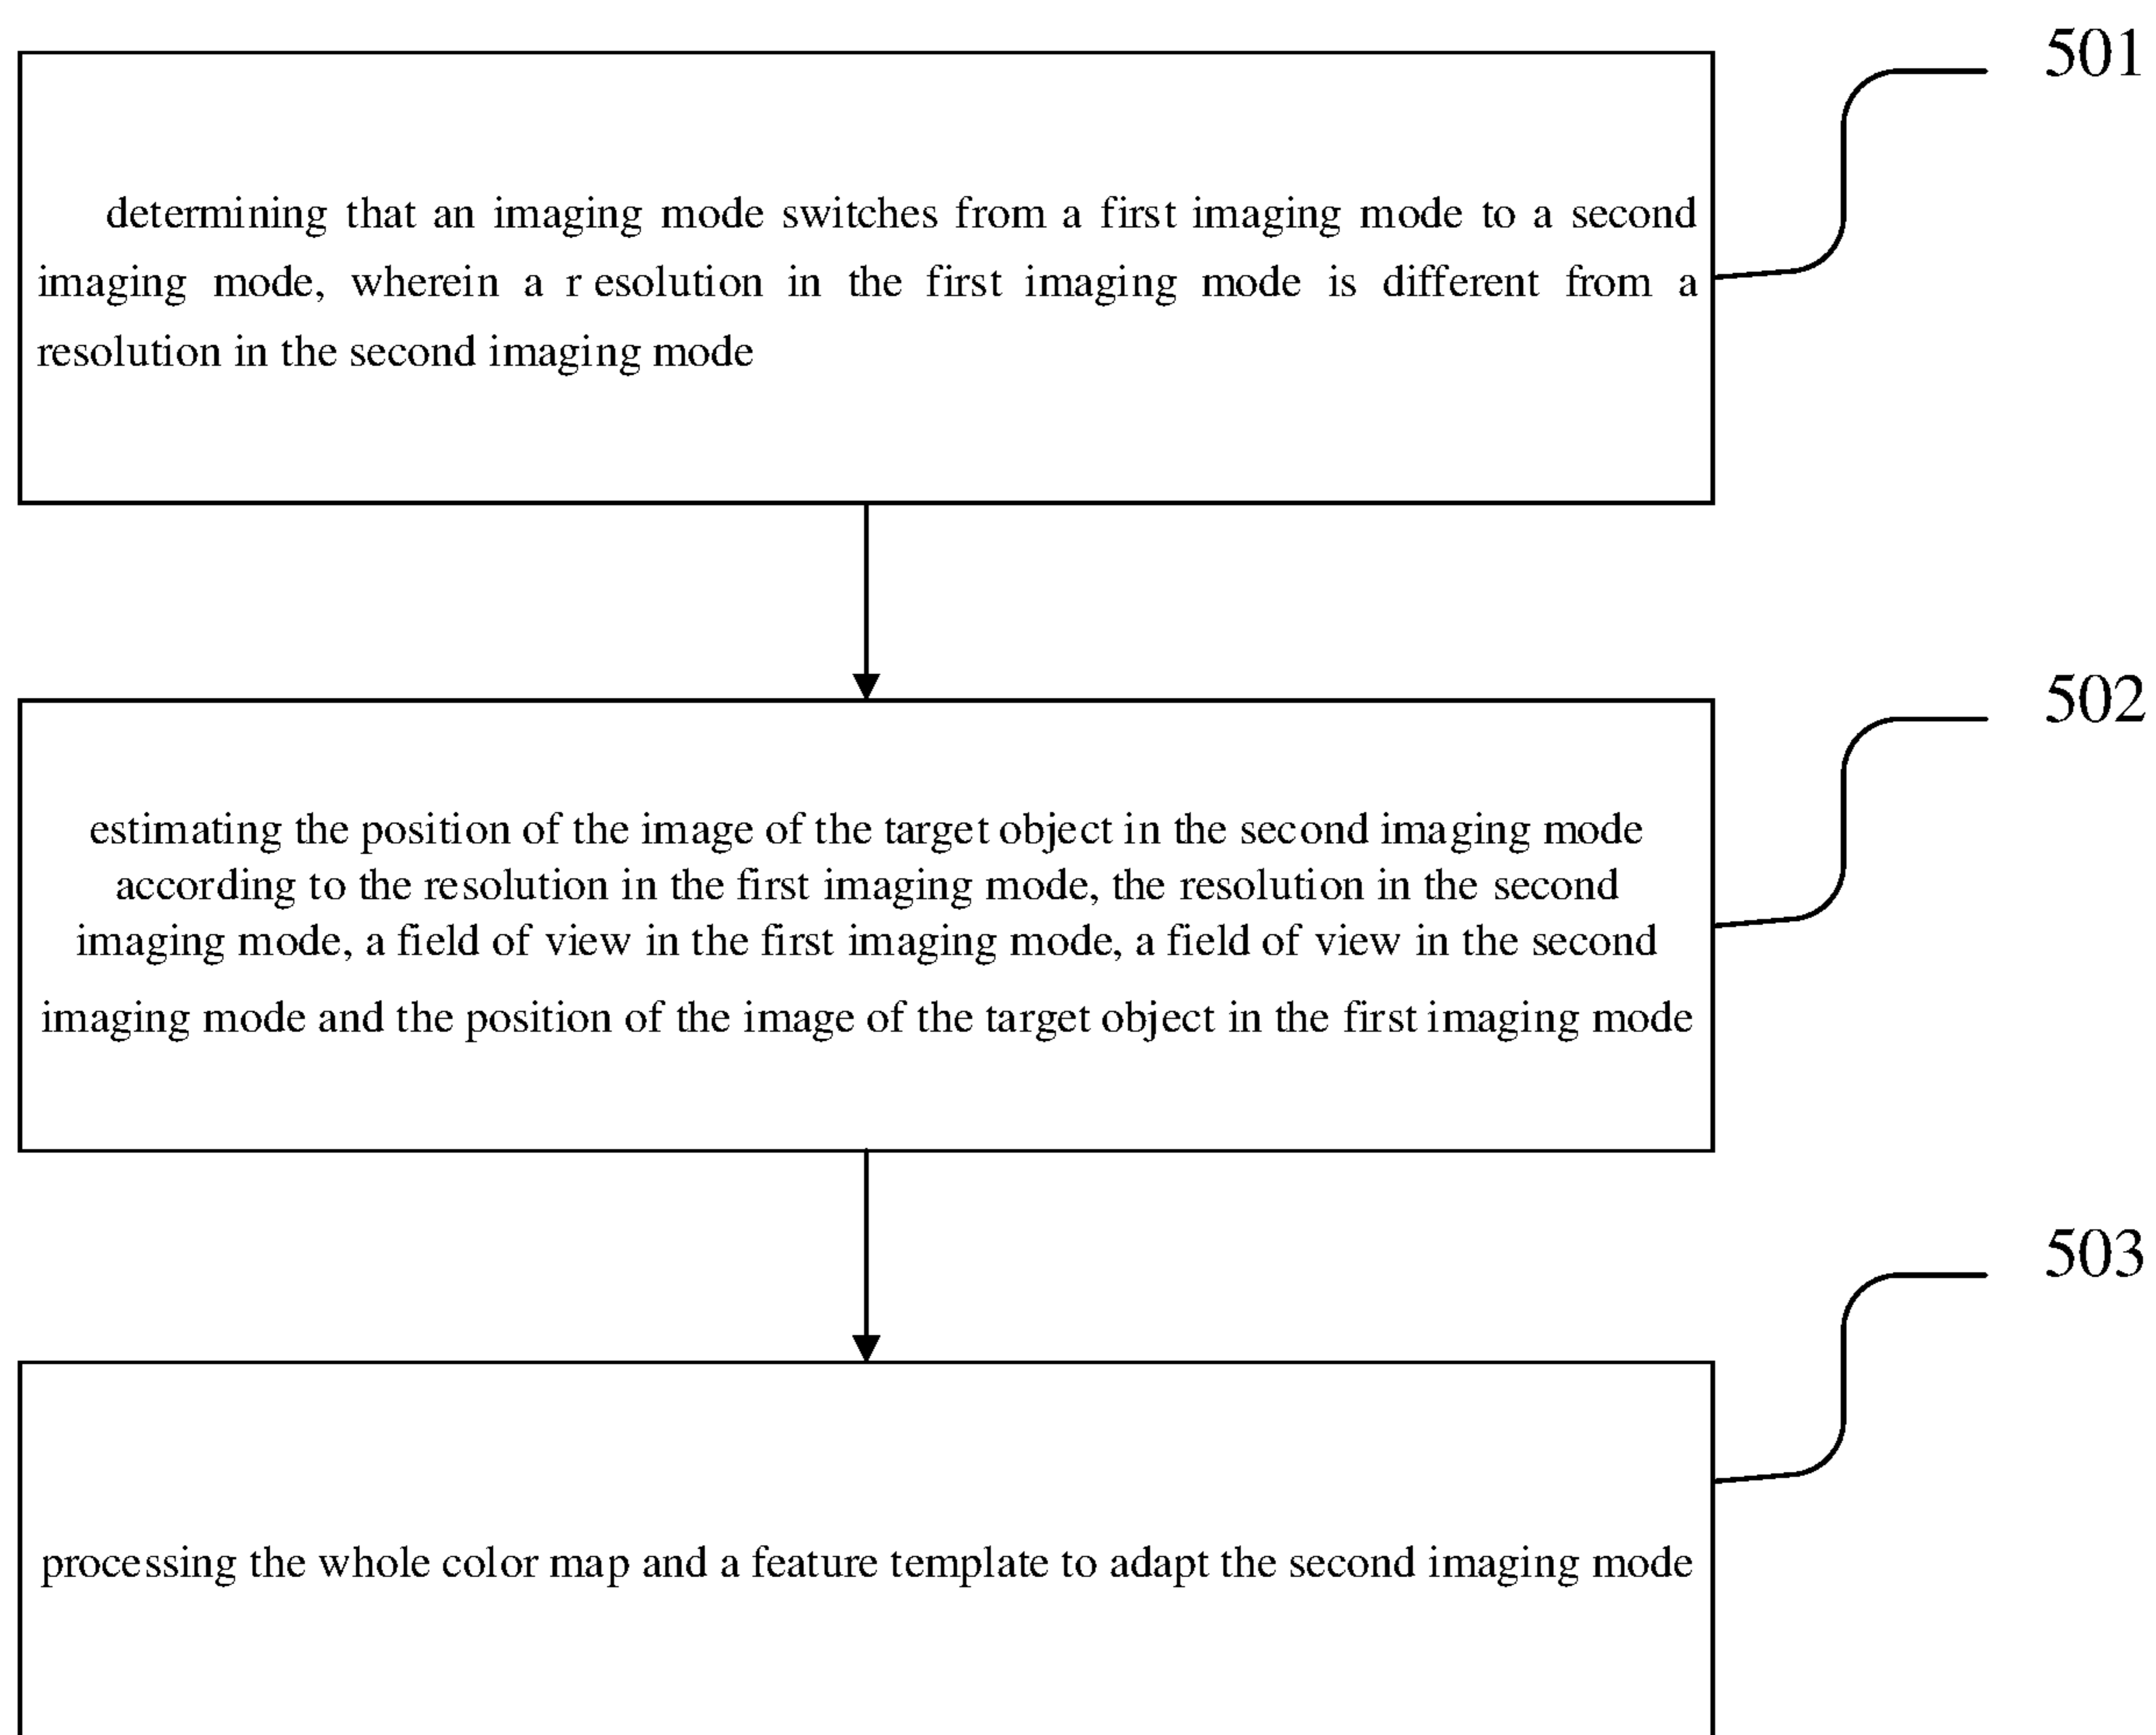 501
determining that an imaging mode switches from a first imaging mode to a second
imaging mode, wherein a r esolution in the first imaging mode is different from a
resolution in the second imaging mode
502
estimating the position of the image of the target object in the second imaging mode
according to the resolution in the first imaging mode, the resolution in the second
imaging mode, a field of view in the first imaging mode, a field of view in the second
imaging mode and the position of the image of the target object in the first imaging mode
503
processing the whole color map and a feature template to adapt the second imaging mode